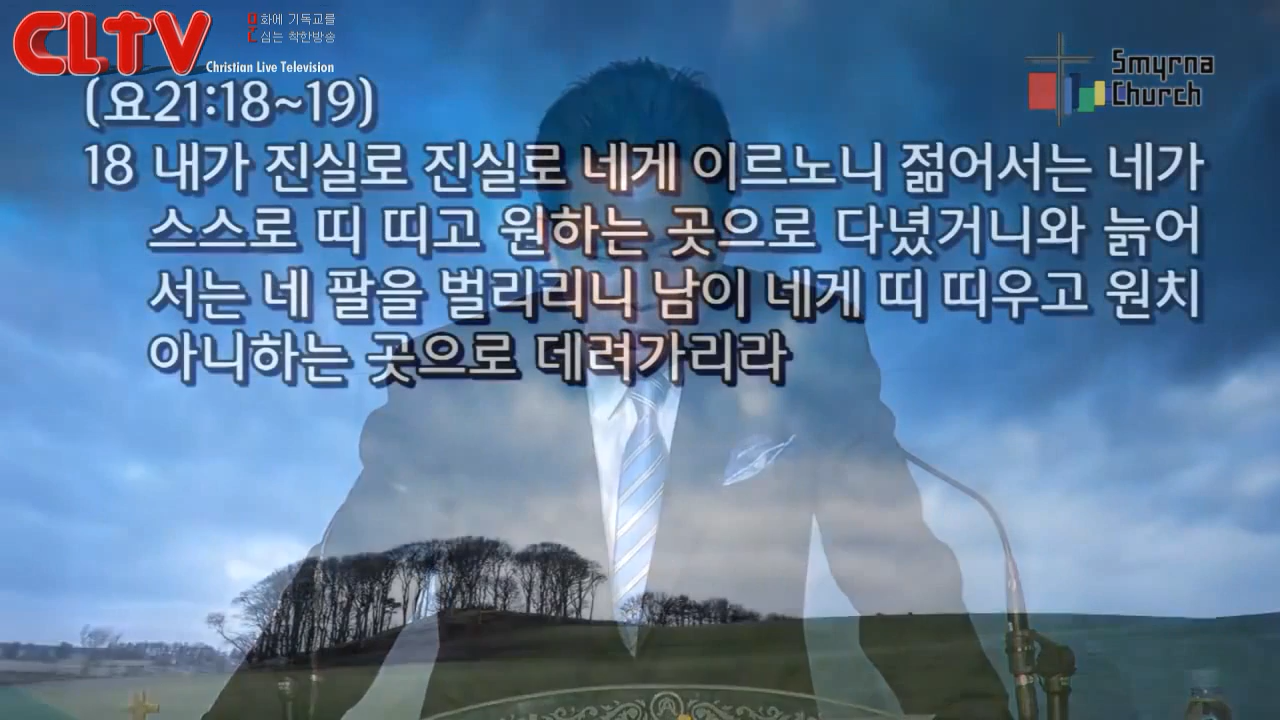 CLTV
문화에 기독교를
심는 착한방송
Christian Live Television
Smyrna
Church
(요21:18~19)
18 내가 진실로 진실로 네게 이르노니 젊어서는 네가
스스로 띠 띠고 원하는 곳으로 다녔거니와 늙어
서는 네 팔을 벌리리니 남이 네게 띠 띠우고 원치
아니하는 곳으로 데려가리라